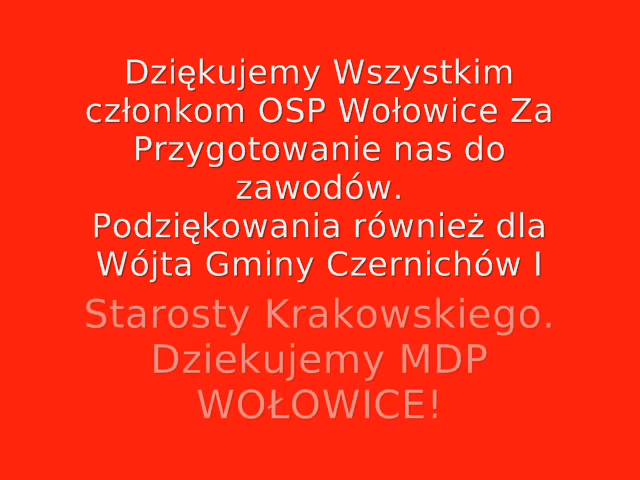 Dziękujemy Wszystkim
członkom OSP Wołowice Za
Przygotowanie nas do
zawodów.
Podziękowania również dla
Wójta Gminy Czernichów I
Starosty Krakowskiego.
Dziekujemy MDP
WOŁOWICE!